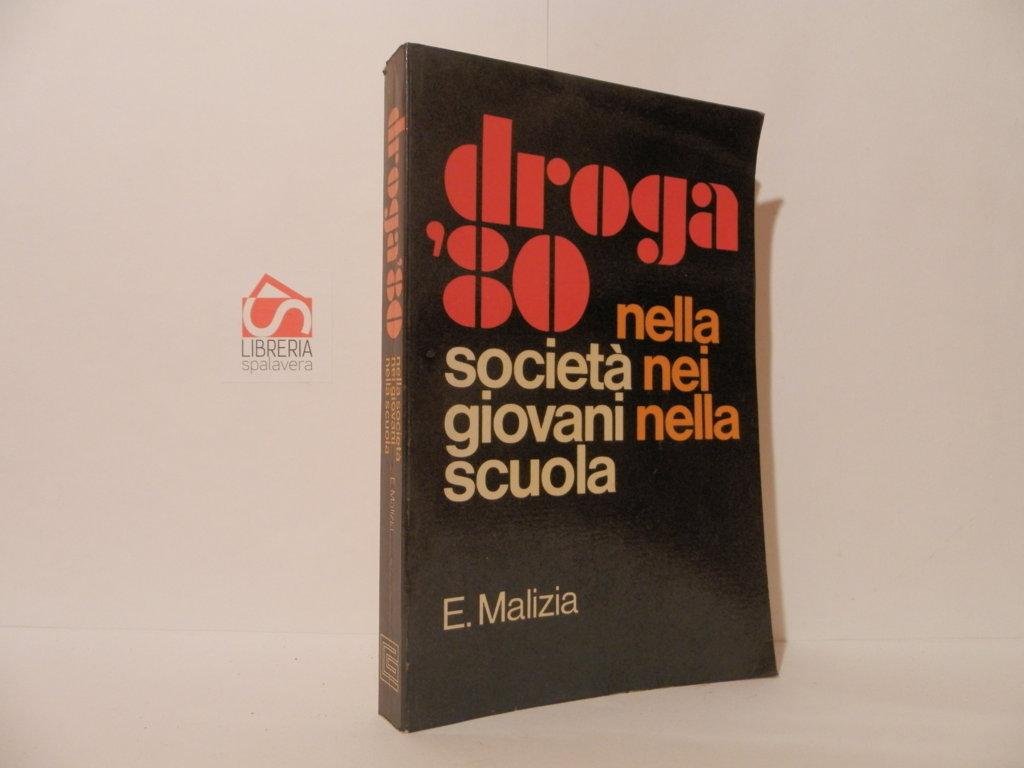 droga
'80 nella
società nei
giovani nella
scuola
E. Malizia
droga '80
nella società
nei giovani
nella scuola
E. Malizia
LIBRERIA
spalavera